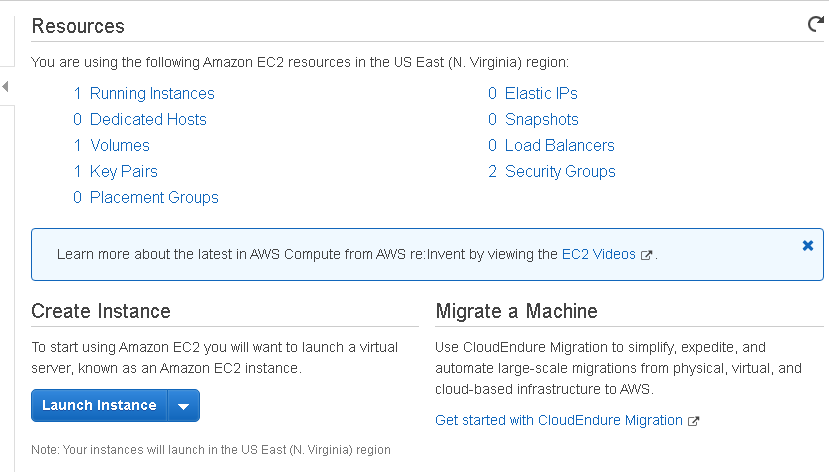 Resources
You are using the following Amazon EC2 resources in the US East (N. Virginia) region:
1 Running Instances
0 Elastic IPs
0 Dedicated Hosts
0 Snapshots
1 Volumes
0 Load Balancers
1 Key Pairs
2 Security Groups
0 Placement Groups
Learn more about the latest in AWS Compute from AWS re:Invent by viewing the EC2 Videos.
Create Instance
To start using Amazon EC2 you will want to launch a virtual
server, known as an Amazon EC2 instance.
Launch Instance
Note: Your instances will launch in the US East (N. Virginia) region
Migrate a Machine
Use CloudEndure Migration to simplify, expedite, and
automate large-scale migrations from physical, virtual, and
cloud-based infrastructure to AWS.
Get started with CloudEndure Migration